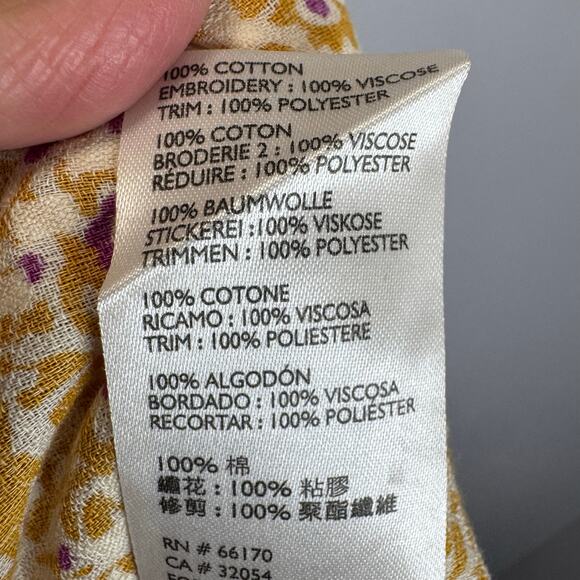 100% COTTON
EMBROIDERY : 100% VISCOSE
TRIM : 100% POLYESTER
100% COTON
BRODERIE 2 : 100% VISCOSE
RÉDUIRE : 100% POLYESTER
100% BAUMWOLLE
STICKEREI :100% VISKOSE
TRIMMEN : 100% POLYESTER
100% COTONE
RICAMO : 100% VISCOSA
TRIM : 100% POLIESTERE
100% ALGODÓN
BORDADO : 100% VISCOSA
RECORTAR : 100% POLIÉSTER
100% 棉
繡花 : 100% 粘膠
修剪 : 100% 聚酯纖維
RN # 66170
CA # 32054